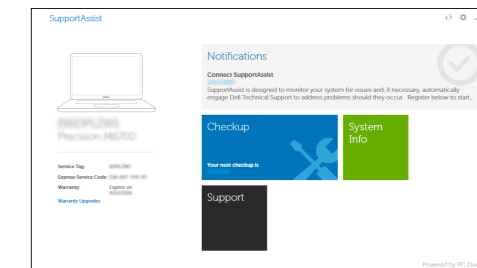 SupportAssist
Notifications
Connect SupportAssist
SupportAssist is designed to monitor your system for issues and, if necessary, automatically
engage Dell Technical Support to address problems should they occur. Register below to start...
Precision M6700
Checkup
System
Info
Your next checkup is
Service Tag:
Express Service Code:
Warranty: Expires on
Warranty Upgrades
Support
Powered by PC-Do